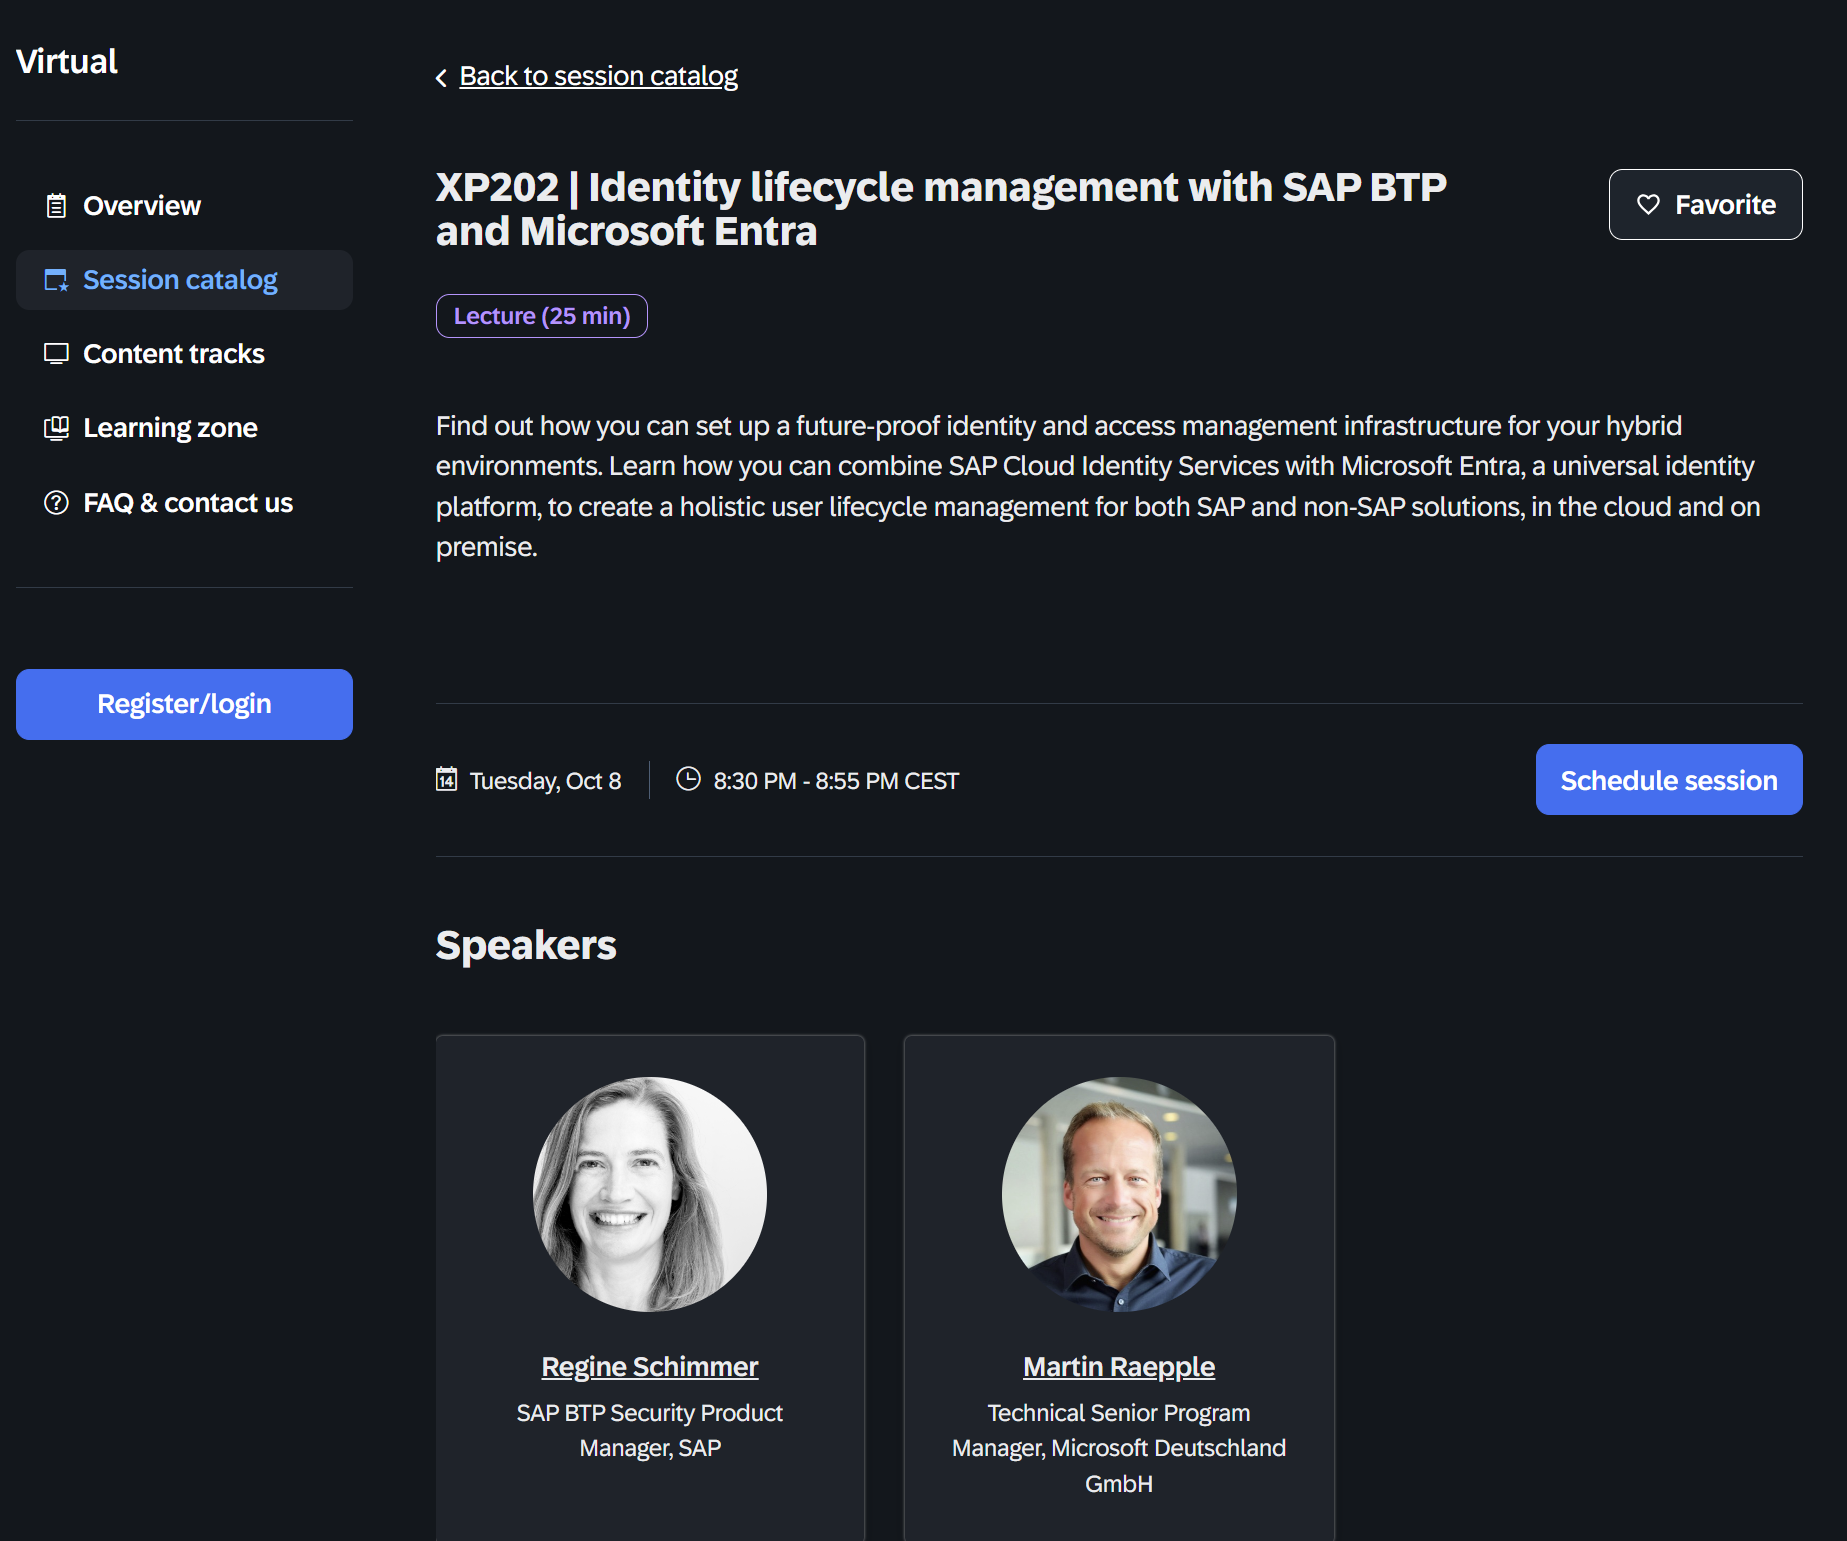 Virtual
Overview
Session catalog
Content tracks
Learning zone
FAQ & contact us
Register/login
Back to session catalog
XP202 | Identity lifecycle management with SAP BTP
and Microsoft Entra
Favorite
Lecture (25 min)
Find out how you can set up a future-proof identity and access management infrastructure for your hybrid
environments. Learn how you can combine SAP Cloud Identity Services with Microsoft Entra, a universal identity
platform, to create a holistic user lifecycle management for both SAP and non-SAP solutions, in the cloud and on
premise.
14 Tuesday, Oct 8
8:30 PM - 8:55 PM CEST
Schedule session
Speakers
Regine Schimmer
SAP BTP Security Product
Manager, SAP
Martin Raepple
Technical Senior Program
Manager, Microsoft Deutschland
GmbH